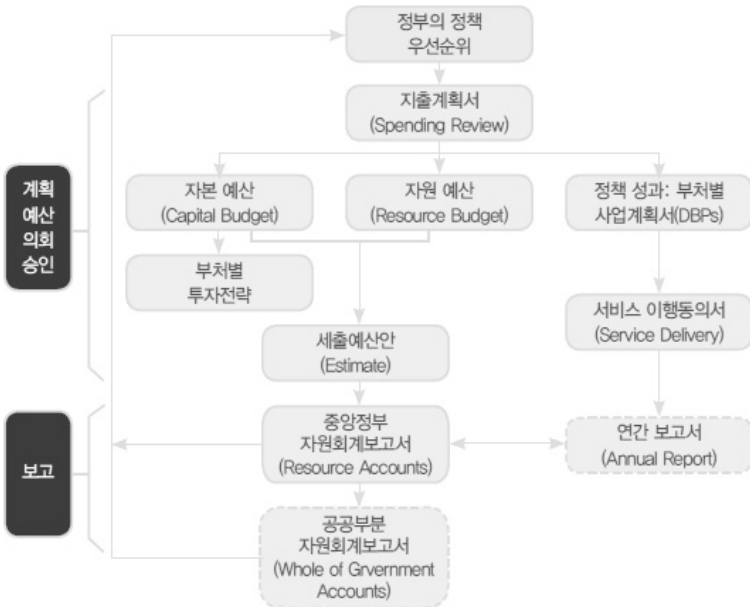 정부의 정책
우선순위
지출계획서
(Spending Review)
계획
예산
의회
승인
자본 예산
(Capital Budget)
자원 예산
(Resource Budget)
정책 성과: 부처별
사업계획서(DBPs)
부처별
투자전략
서비스 이행동의서
(Service Delivery)
세출예산안
(Estimate)
보고
중앙정부
자원회계보고서
(Resource Accounts)
연간 보고서
(Annual Report)
공공부분
자원회계보고서
(Whole of Grvernment
Accounts)